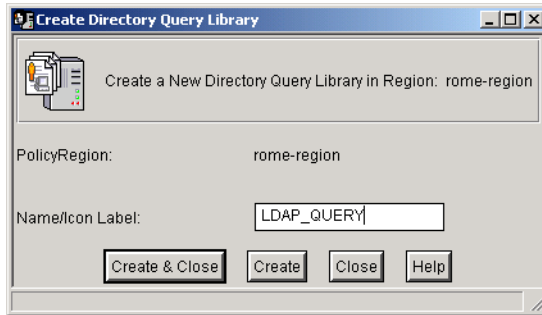 Create Directory Query Library
Create a New Directory Query Library in Region: rome-region
PolicyRegion: rome-region
Name/Icon Label: LDAP_QUERY
Create & Close Create Close Help